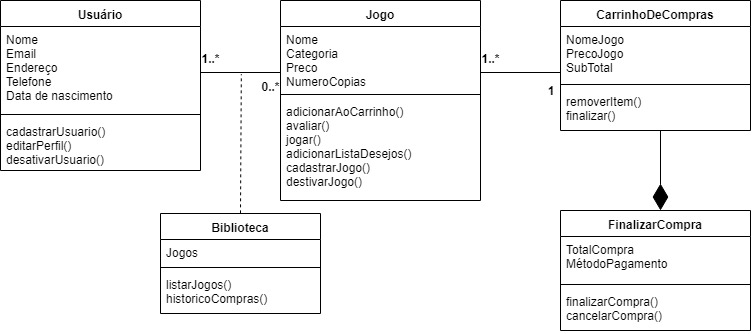 Usuário
Nome
Email
Endereço
Telefone
Data de nascimento
cadastrarUsuario()
editarPerfil()
desativarUsuario()
1..*
0..*
Jogo
Nome
Categoria
Preco
NumeroCopias
adicionarAoCarrinho()
avaliar()
jogar()
adicionarListaDesejos()
cadastrarJogo()
destivarJogo()
1..*
1
CarrinhoDeCompras
NomeJogo
PrecoJogo
SubTotal
removerItem()
finalizar()
Biblioteca
Jogos
listarJogos()
historicoCompras()
FinalizarCompra
TotalCompra
MétodoPagamento
finalizarCompra()
cancelarCompra()